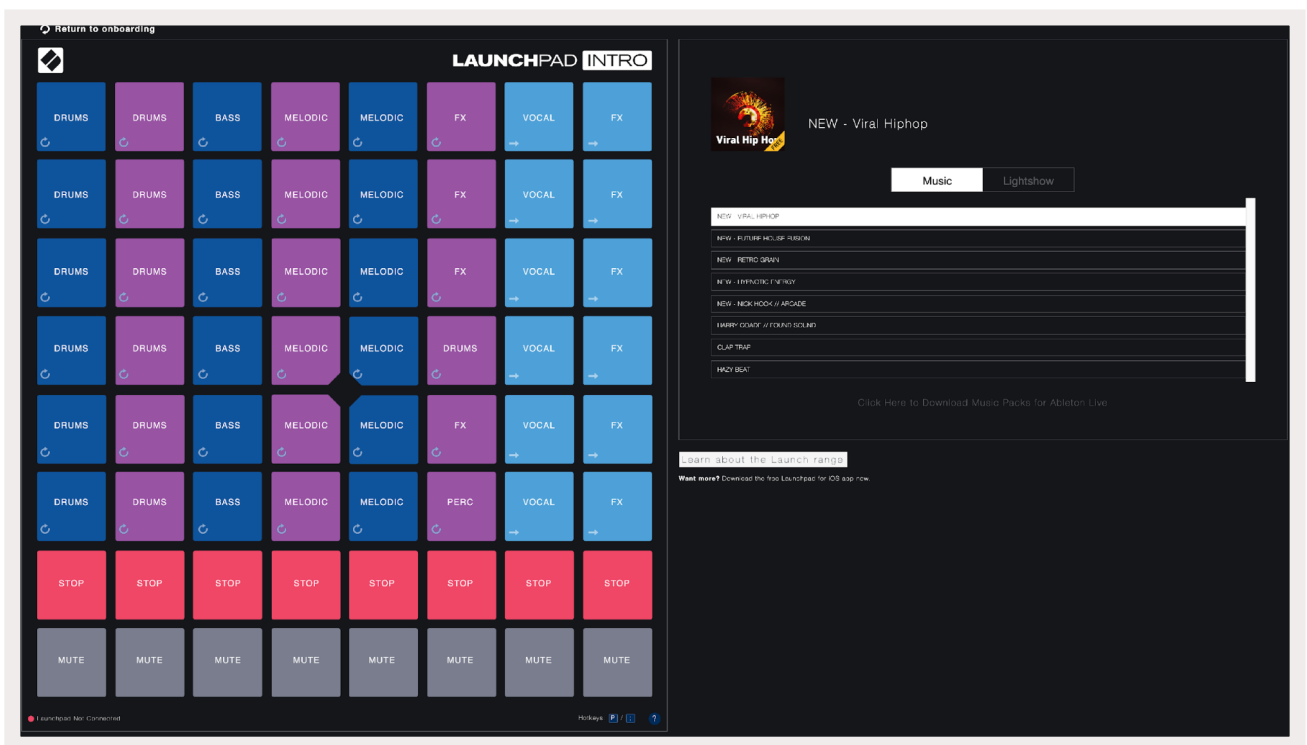 Return to onboarding
LAUNCHPAD INTRO
DRUMS DRUMS BASS MELODIC MELODIC FX VOCAL FX
DRUMS DRUMS BASS MELODIC MELODIC FX VOCAL FX
DRUMS DRUMS BASS MELODIC MELODIC FX VOCAL FX
DRUMS DRUMS BASS MELODIC MELODIC DRUMS VOCAL FX
DRUMS DRUMS BASS MELODIC MELODIC FX VOCAL FX
DRUMS DRUMS BASS MELODIC MELODIC PERC VOCAL FX
STOP STOP STOP STOP STOP STOP STOP STOP
MUTE MUTE MUTE MUTE MUTE MUTE MUTE MUTE
Launchpad Not Connected
Hotkeys P / ?
Viral Hip Hop
FREE
NEW - Viral Hiphop
Music Lightshow
NEW - VIRAL HIPHOP
NEW - FUTURE HOUSE FUSION
NEW - RETRO GRAIN
NEW - HYPNOTIC ENERGY
NEW - NICK HOOK // ARCADE
HARRY COADE // FOUND SOUND
CLAP TRAP
HAZY BEAT
Click Here to Download Music Packs for Ableton Live
Learn about the Launch range
Want more? Download the free Launchpad for iOS app now.